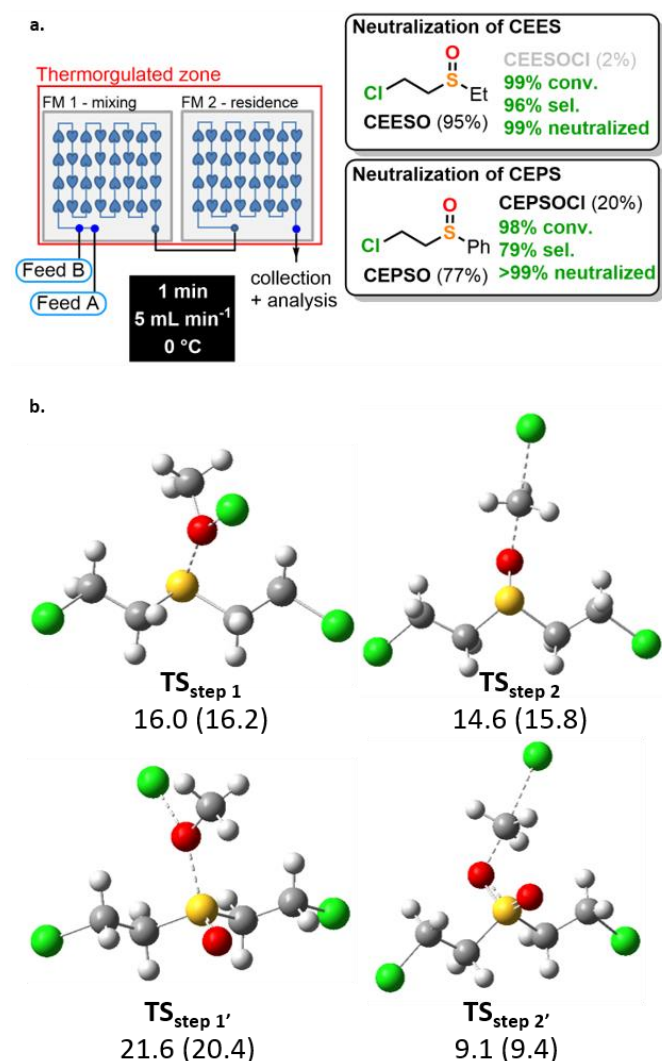 a.
Thermorgulated zone
FM 1 - mixing
FM 2 - residence
Feed B
Feed A
collection
+ analysis
1 min
5 mL min⁻¹
0 °C
Neutralization of CEES
O
Cl
S
Et
CEESO (95%)
CEESOCl (2%)
99% conv.
96% sel.
99% neutralized
Neutralization of CEPS
O
Cl
S
Ph
CEPSO (77%)
CEPSOCl (20%)
98% conv.
79% sel.
>99% neutralized
b.
TSstep 1
16.0 (16.2)
TSstep 2
14.6 (15.8)
TSstep 1'
21.6 (20.4)
TSstep 2'
9.1 (9.4)